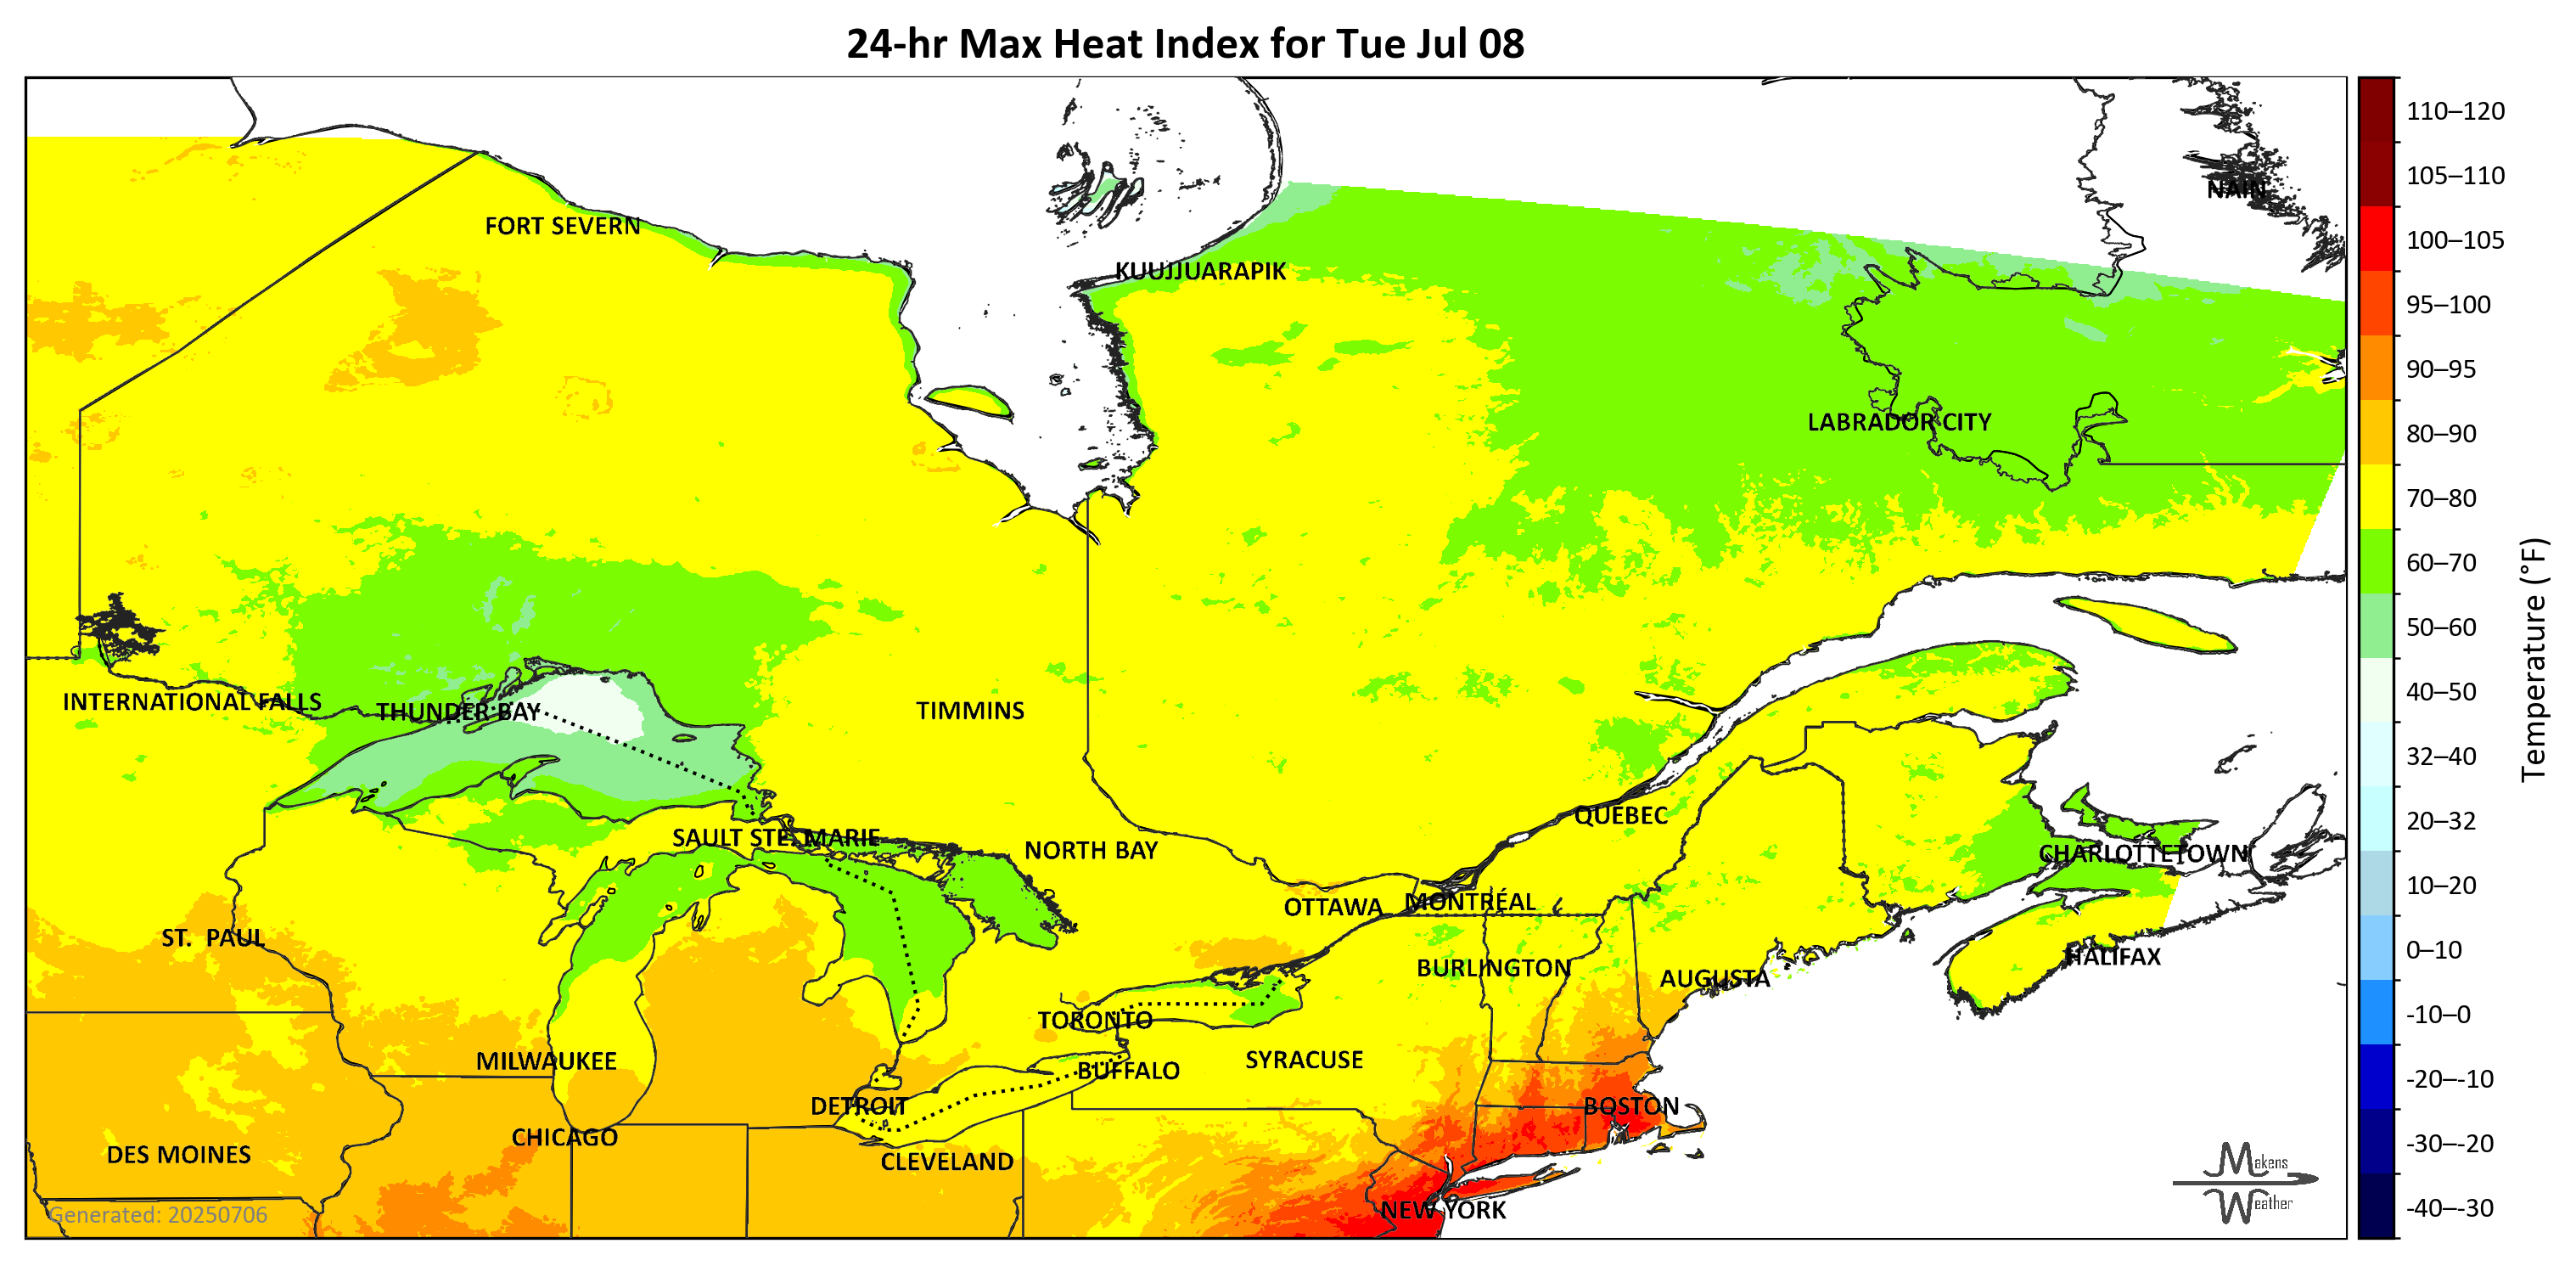 24-hr Max Heat Index for Tue Jul 08
NAIN
FORT SEVERN
KUUJJUARAPIK
LABRADOR CITY
INTERNATIONAL FALLS
THUNDER BAY
TIMMINS
QUÉBEC
SAULT STE. MARIE
NORTH BAY
CHARLOTTETOWN
OTTAWA
MONTRÉAL
ST.  PAUL
HALIFAX
BURLINGTON
AUGUSTA
TORONTO
MILWAUKEE
SYRACUSE
BUFFALO
DETROIT
BOSTON
CHICAGO
DES MOINES
CLEVELAND
NEW YORK
Generated: 20250706
Makens
Weather
110–120
105–110
100–105
95–100
90–95
80–90
70–80
60–70
50–60
40–50
32–40
20–32
10–20
0–10
-10–0
-20–-10
-30–-20
-40–-30
Temperature (°F)